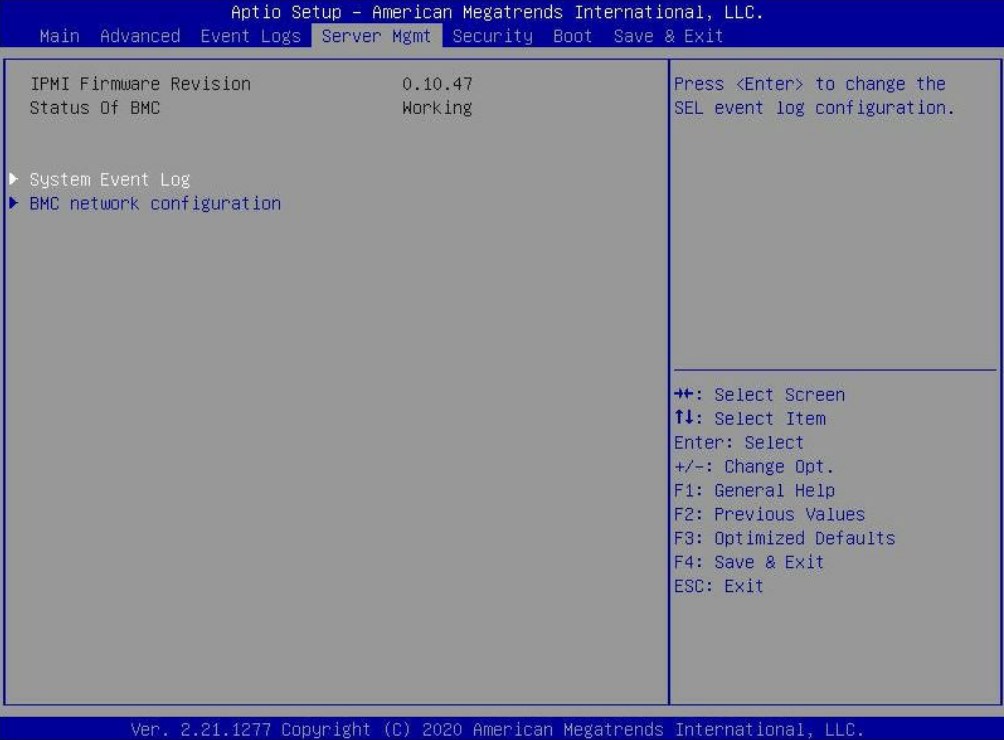 Aptio Setup – American Megatrends International, LLC.
Main Advanced Event Logs Server Mgmt Security Boot Save & Exit
IPMI Firmware Revision 0.10.47
Status Of BMC Working
System Event Log
BMC network configuration
Press <Enter> to change the
SEL event log configuration.
→←: Select Screen
↑↓: Select Item
Enter: Select
+/-: Change Opt.
F1: General Help
F2: Previous Values
F3: Optimized Defaults
F4: Save & Exit
ESC: Exit
Ver. 2.21.1277 Copyright (C) 2020 American Megatrends International, LLC.